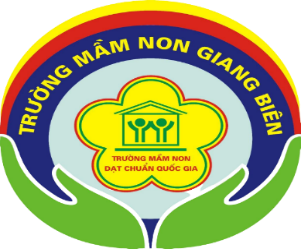 TRƯỜNG MẦM NON GIANG BIÊN
TRƯỜNG MẦM NON
ĐẠT CHUẨN QUỐC GIA